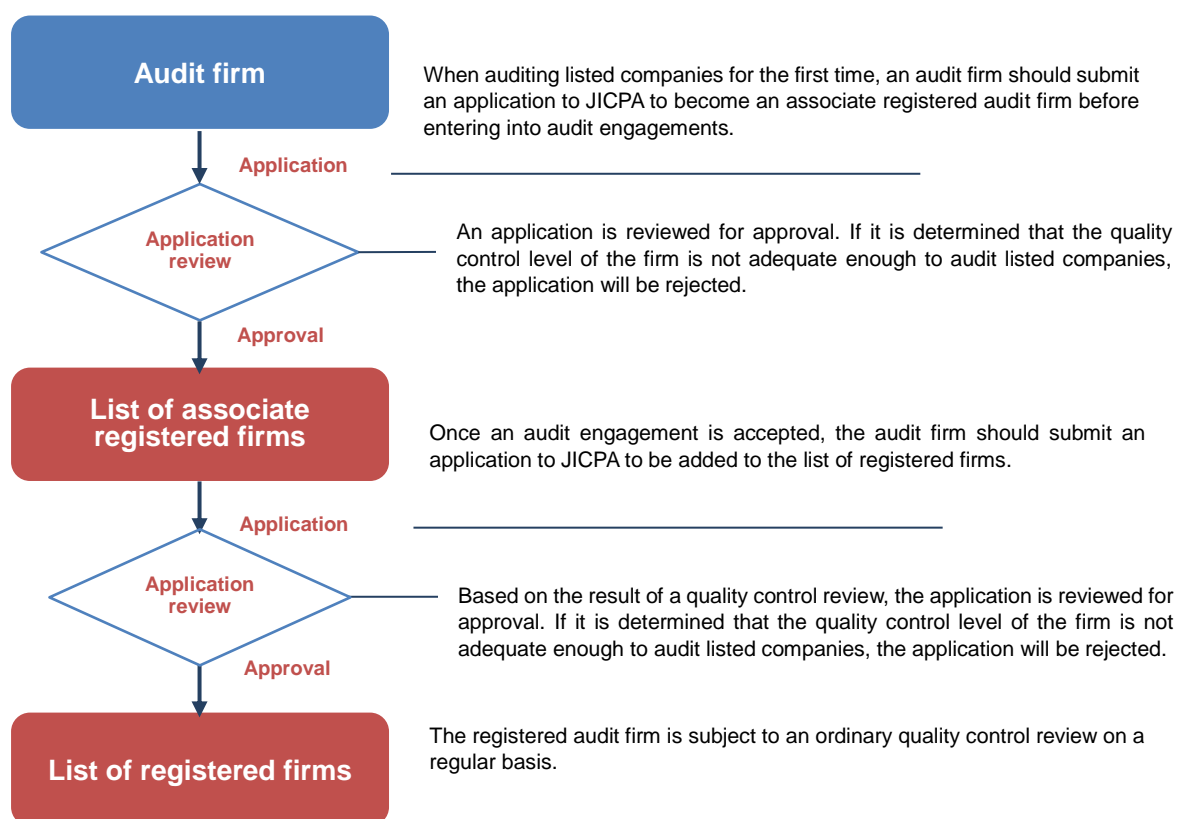 Audit firm
When auditing listed companies for the first time, an audit firm should submit
an application to JICPA to become an associate registered audit firm before
entering into audit engagements.
Application
Application
review
An application is reviewed for approval. If it is determined that the quality
control level of the firm is not adequate enough to audit listed companies,
the application will be rejected.
Approval
List of associate
registered firms
Once an audit engagement is accepted, the audit firm should submit an
application to JICPA to be added to the list of registered firms.
Application
Application
review
Based on the result of a quality control review, the application is reviewed for
approval. If it is determined that the quality control level of the firm is not
adequate enough to audit listed companies, the application will be rejected.
Approval
List of registered firms
The registered audit firm is subject to an ordinary quality control review on a
regular basis.